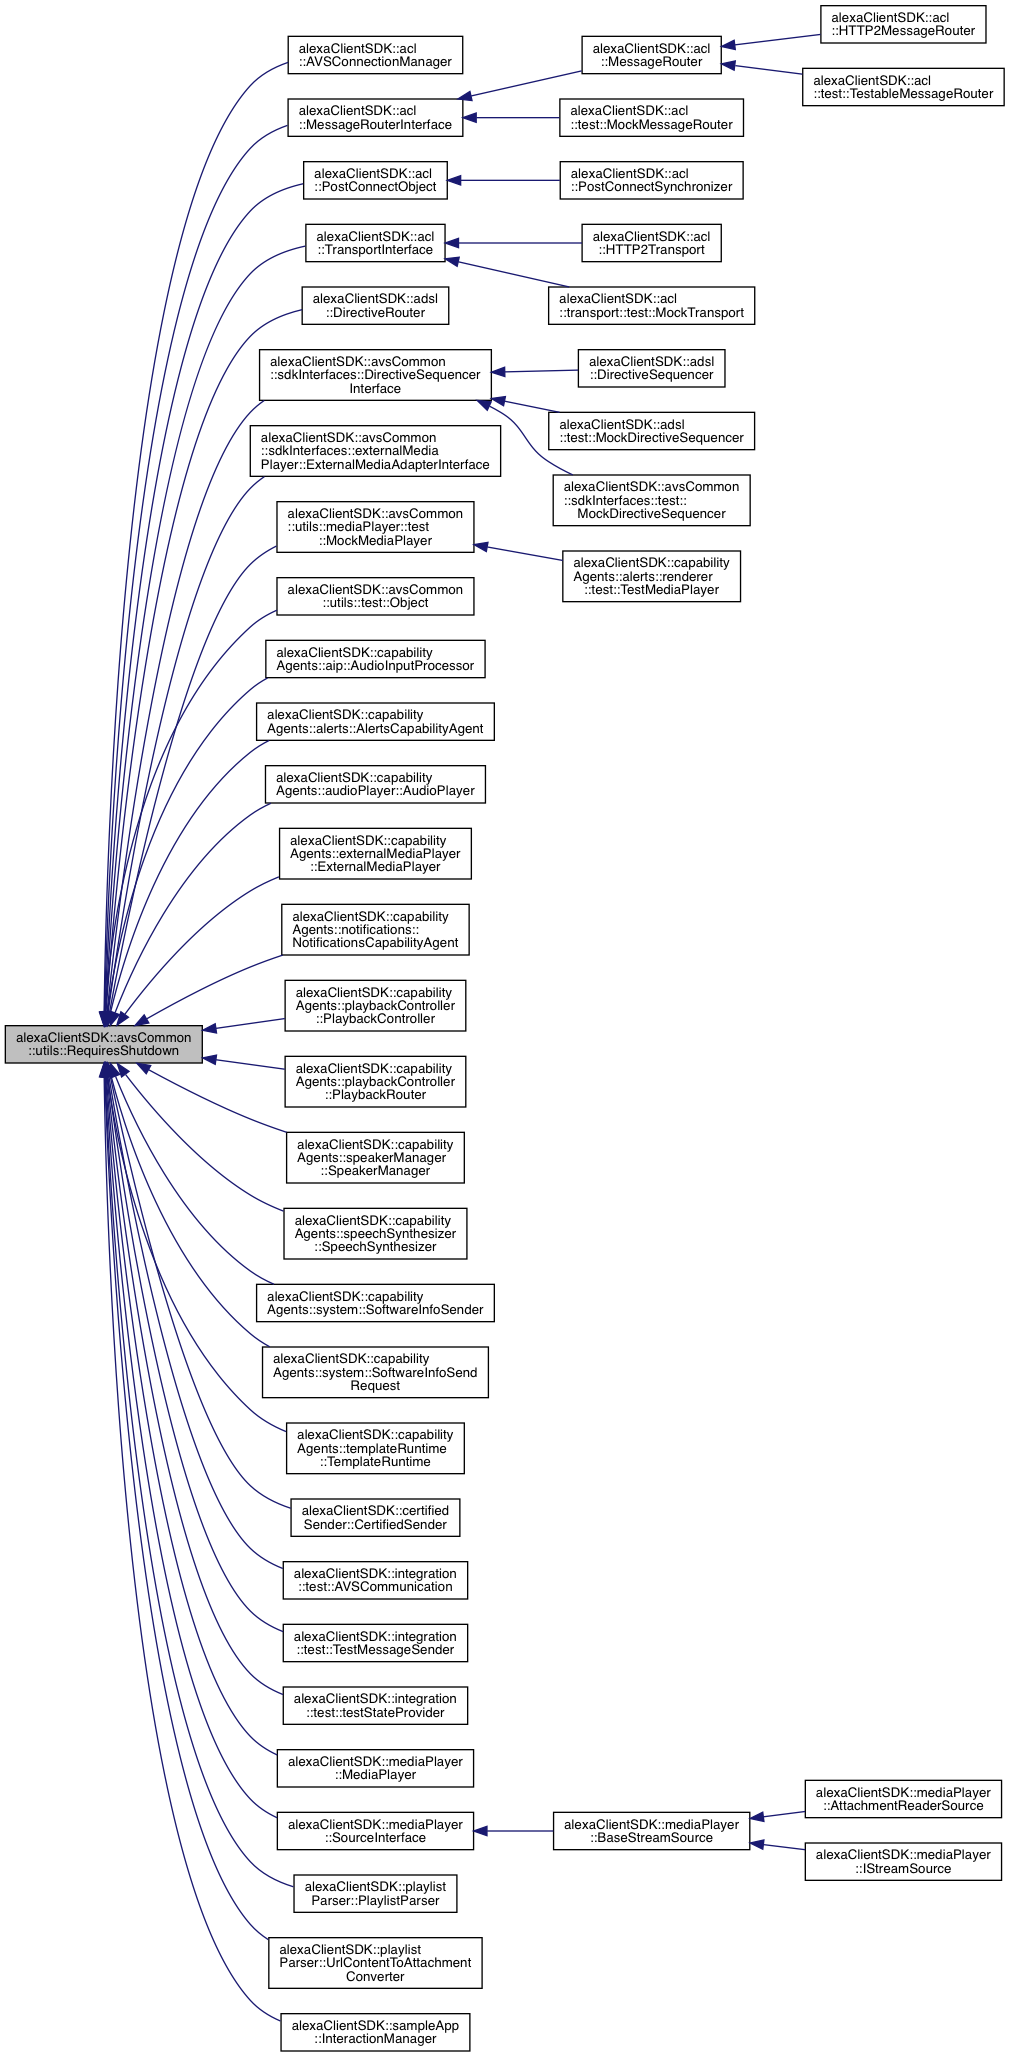 alexaClientSDK::acl
::HTTP2MessageRouter
alexaClientSDK::acl
::AVSConnectionManager
alexaClientSDK::acl
::MessageRouter
alexaClientSDK::acl
::test::TestableMessageRouter
alexaClientSDK::acl
::MessageRouterInterface
alexaClientSDK::acl
::test::MockMessageRouter
alexaClientSDK::acl
::PostConnectObject
alexaClientSDK::acl
::PostConnectSynchronizer
alexaClientSDK::acl
::TransportInterface
alexaClientSDK::acl
::HTTP2Transport
alexaClientSDK::adsl
::DirectiveRouter
alexaClientSDK::acl
::transport::test::MockTransport
alexaClientSDK::avsCommon
::sdkInterfaces::DirectiveSequencer
Interface
alexaClientSDK::adsl
::DirectiveSequencer
alexaClientSDK::adsl
::test::MockDirectiveSequencer
alexaClientSDK::avsCommon
::sdkInterfaces::externalMedia
Player::ExternalMediaAdapterInterface
alexaClientSDK::avsCommon
::sdkInterfaces::test::
MockDirectiveSequencer
alexaClientSDK::avsCommon
::utils::mediaPlayer::test
::MockMediaPlayer
alexaClientSDK::capability
Agents::alerts::renderer
::test::TestMediaPlayer
alexaClientSDK::avsCommon
::utils::test::Object
alexaClientSDK::capability
Agents::aip::AudioInputProcessor
alexaClientSDK::capability
Agents::alerts::AlertsCapabilityAgent
alexaClientSDK::capability
Agents::audioPlayer::AudioPlayer
alexaClientSDK::capability
Agents::externalMediaPlayer
::ExternalMediaPlayer
alexaClientSDK::capability
Agents::notifications::
NotificationsCapabilityAgent
alexaClientSDK::capability
Agents::playbackController
::PlaybackController
alexaClientSDK::avsCommon
::utils::RequiresShutdown
alexaClientSDK::capability
Agents::playbackController
::PlaybackRouter
alexaClientSDK::capability
Agents::speakerManager
::SpeakerManager
alexaClientSDK::capability
Agents::speechSynthesizer
::SpeechSynthesizer
alexaClientSDK::capability
Agents::system::SoftwareInfoSender
alexaClientSDK::capability
Agents::system::SoftwareInfoSend
Request
alexaClientSDK::capability
Agents::templateRuntime
::TemplateRuntime
alexaClientSDK::certified
Sender::CertifiedSender
alexaClientSDK::integration
::test::AVSCommunication
alexaClientSDK::integration
::test::TestMessageSender
alexaClientSDK::integration
::test::testStateProvider
alexaClientSDK::mediaPlayer
::MediaPlayer
alexaClientSDK::mediaPlayer
::AttachmentReaderSource
alexaClientSDK::mediaPlayer
::SourceInterface
alexaClientSDK::mediaPlayer
::BaseStreamSource
alexaClientSDK::mediaPlayer
::IStreamSource
alexaClientSDK::playlist
Parser::PlaylistParser
alexaClientSDK::playlist
Parser::UrlContentToAttachment
Converter
alexaClientSDK::sampleApp
::InteractionManager